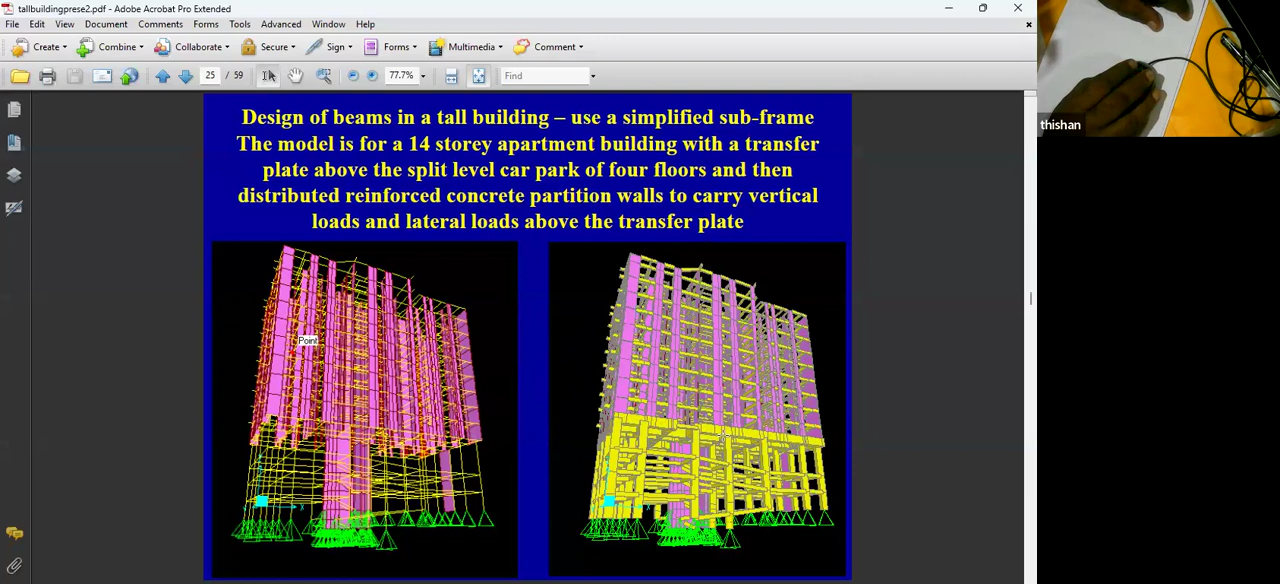 tallbuildingprese2.pdf - Adobe Acrobat Pro Extended
File Edit View Document Comments Forms Tools Advanced Window Help
Create Combine Collaborate Secure Sign Forms Multimedia Comment
25 / 59 77.7% Find
thishan
Design of beams in a tall building – use a simplified sub-frame
The model is for a 14 storey apartment building with a transfer
plate above the split level car park of four floors and then
distributed reinforced concrete partition walls to carry vertical
loads and lateral loads above the transfer plate
Point